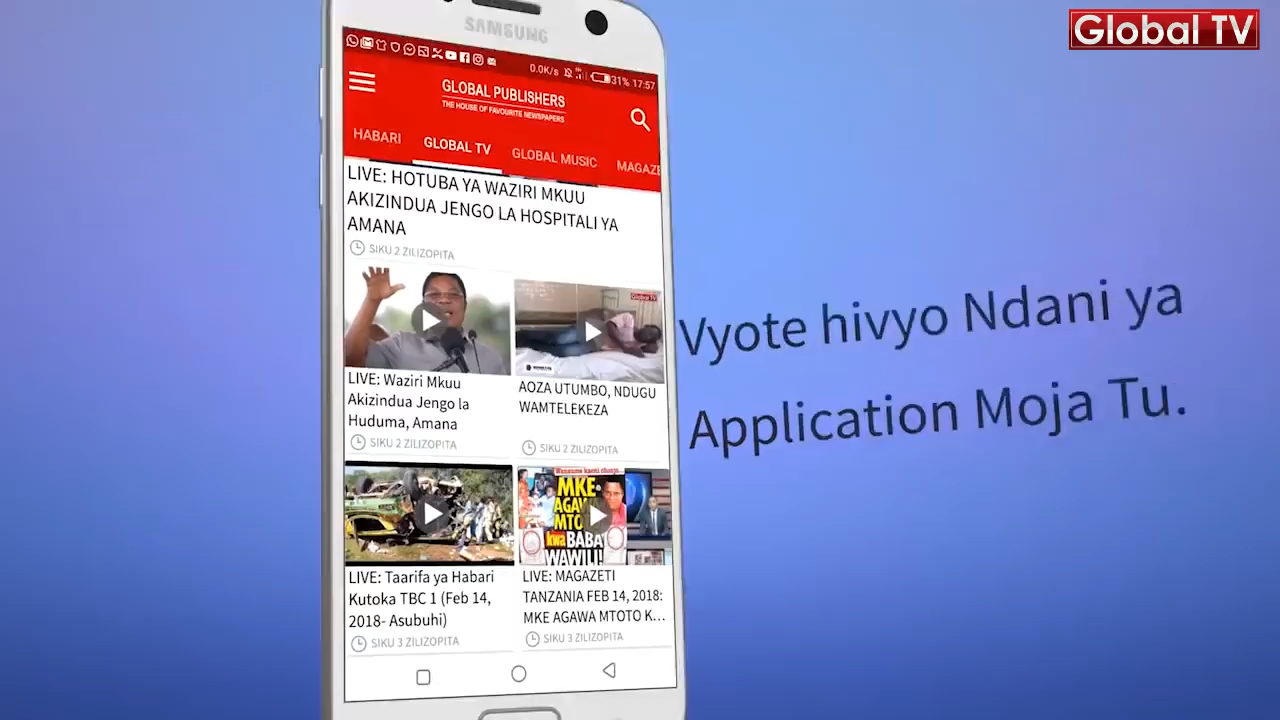 Global TV
SAMSUNG
0.0K/s 31% 17:57
GLOBAL PUBLISHERS
THE HOUSE OF FAVOURITE NEWSPAPERS
HABARI GLOBAL TV GLOBAL MUSIC MAGAZE
LIVE: HOTUBA YA WAZIRI MKUU
AKIZINDUA JENGO LA HOSPITALI YA
AMANA
SIKU 2 ZILIZOPITA
Global TV
LIVE: Waziri Mkuu
Akizindua Jengo la
Huduma, Amana
SIKU 2 ZILIZOPITA
AOZA UTUMBO, NDUGU
WAMTELEKEZA
SIKU 2 ZILIZOPITA
MKE
AGAWA
MTO
kwa BABA
WAWILI!
LIVE: Taarifa ya Habari
Kutoka TBC 1 (Feb 14,
2018- Asubuhi)
SIKU 3 ZILIZOPITA
LIVE: MAGAZETI
TANZANIA FEB 14, 2018:
MKE AGAWA MTOTO K...
SIKU 3 ZILIZOPITA
Vyote hivyo Ndani ya
Application Moja Tu.